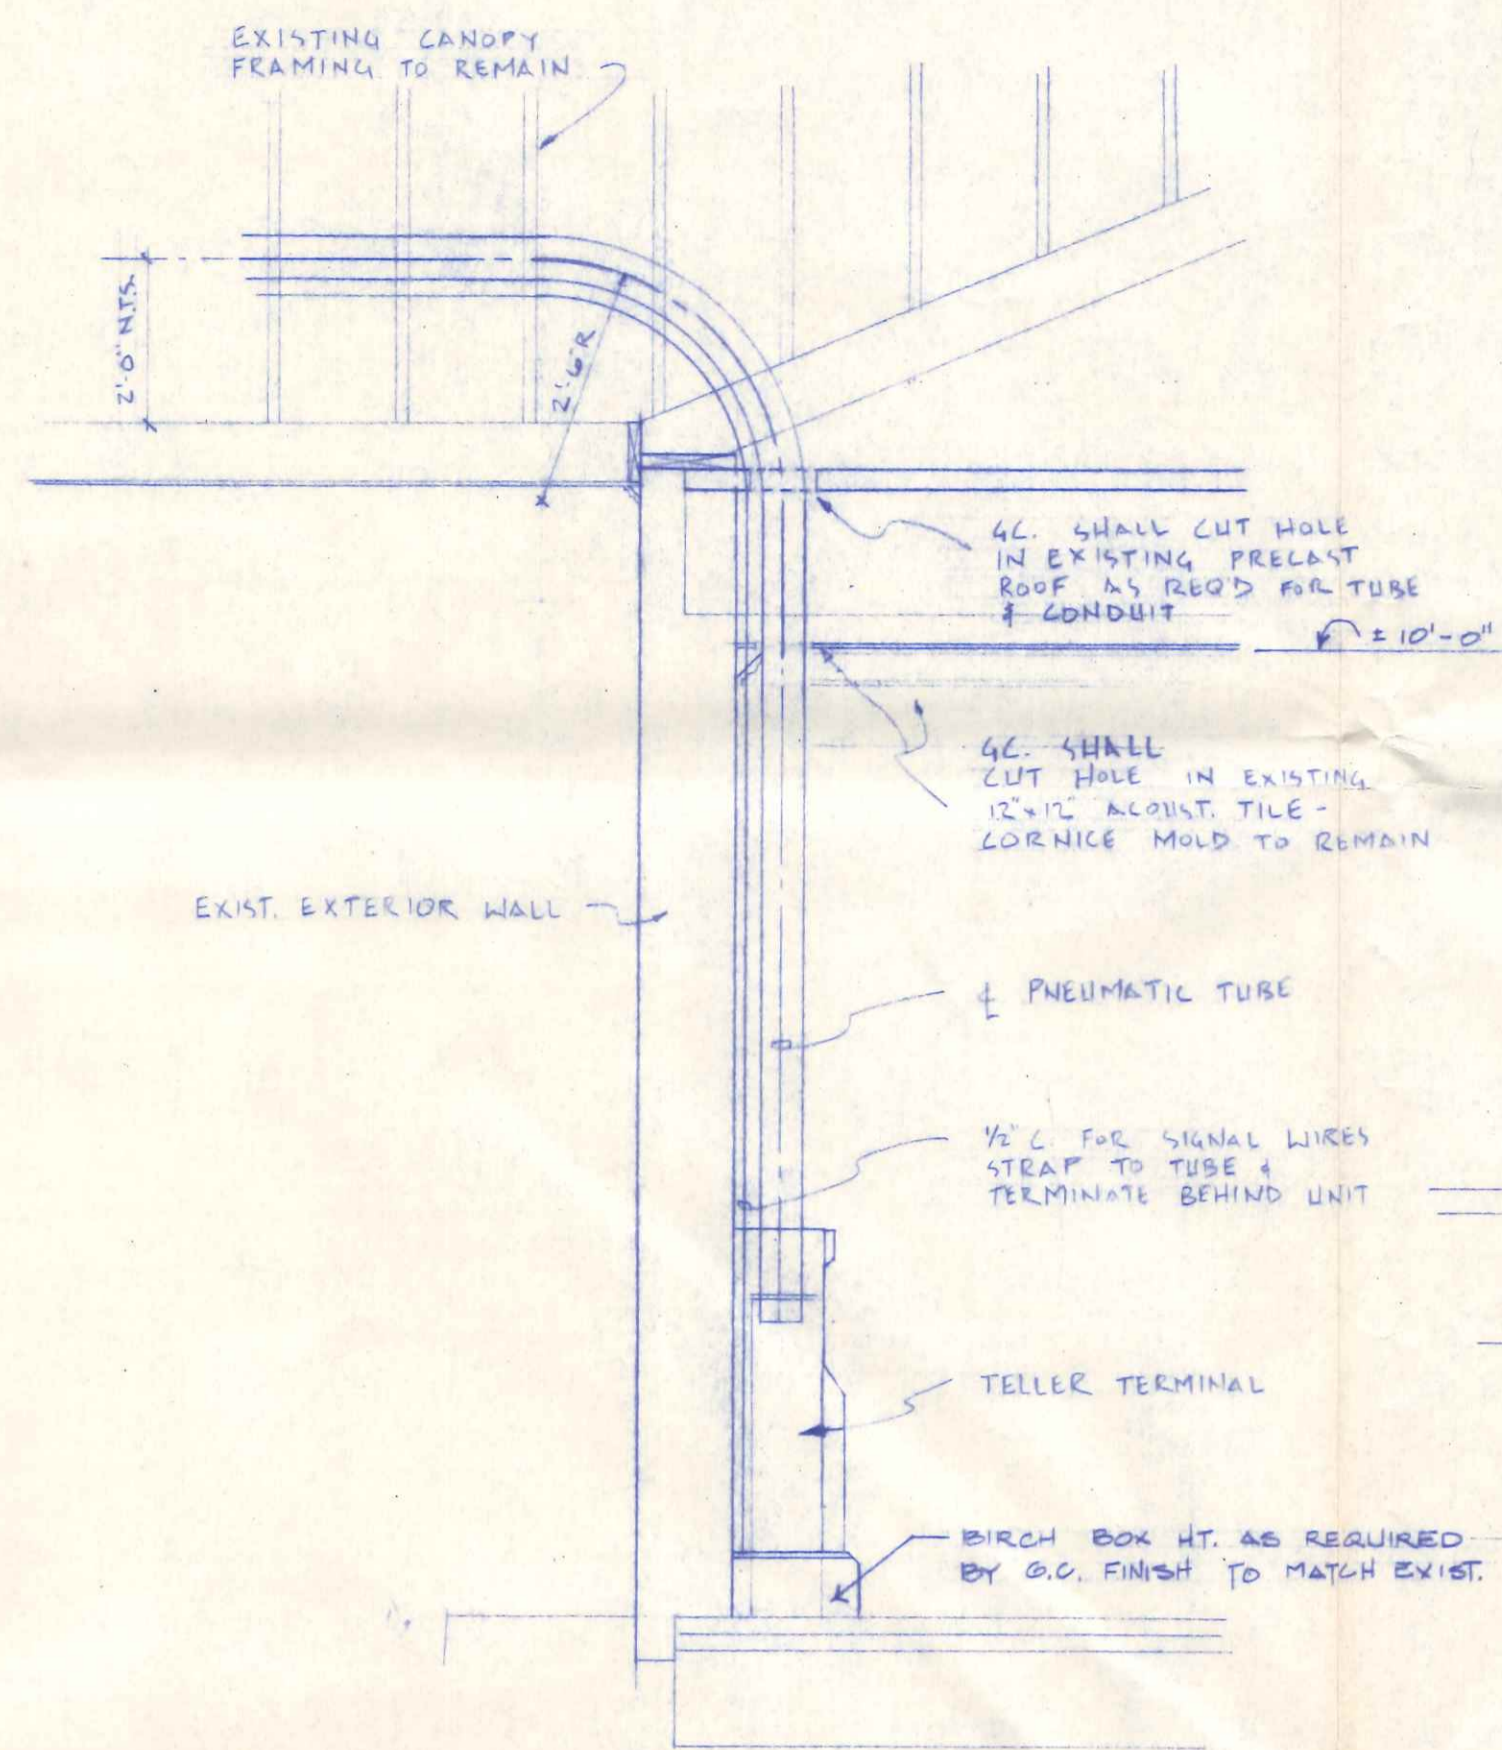 EXISTING CANOPY
FRAMING TO REMAIN
2'-0" N.T.S.
2'-6" R
G.C. SHALL CUT HOLE
IN EXISTING PRECAST
ROOF AS REQ'D FOR TUBE
& CONDUIT
± 10'-0"
G.C. SHALL
CUT HOLE IN EXISTING
12"x12" ACOUST. TILE -
CORNICE MOLD TO REMAIN
EXIST. EXTERIOR WALL
℄ PNEUMATIC TUBE
1/2" C. FOR SIGNAL WIRES
STRAP TO TUBE &
TERMINATE BEHIND UNIT
TELLER TERMINAL
BIRCH BOX HT. AS REQUIRED
BY G.C. FINISH TO MATCH EXIST.